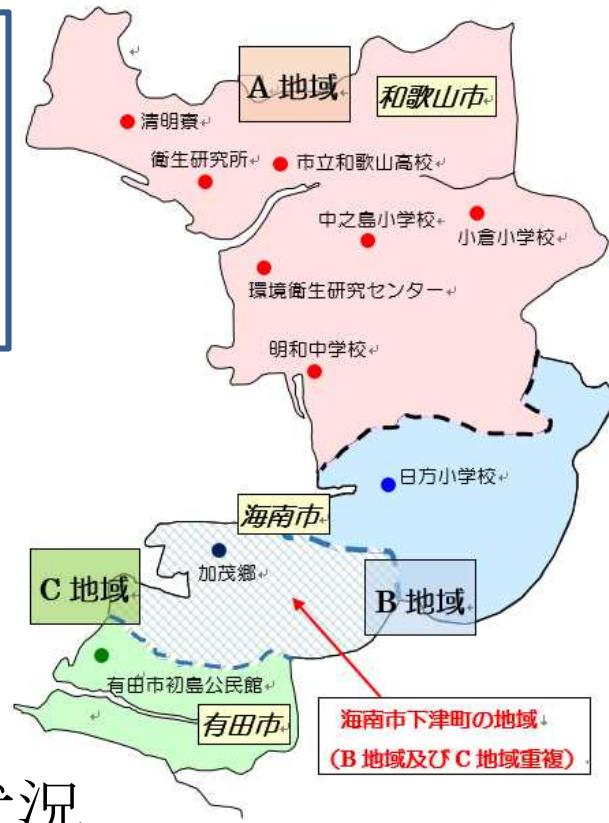 A 地域
和歌山市
清明寮
衛生研究所
市立和歌山高校
中之島小学校
小倉小学校
環境衛生研究センター
明和中学校
日方小学校
海南市
加茂郷
C 地域
B 地域
有田市初島公民館
有田市
海南市下津町の地域
(B 地域及び C 地域重複)